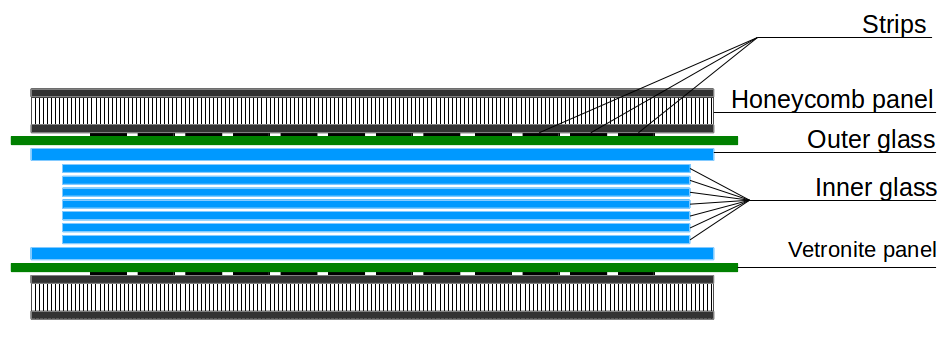 Strips
Honeycomb panel
Outer glass
Inner glass
Vetronite panel